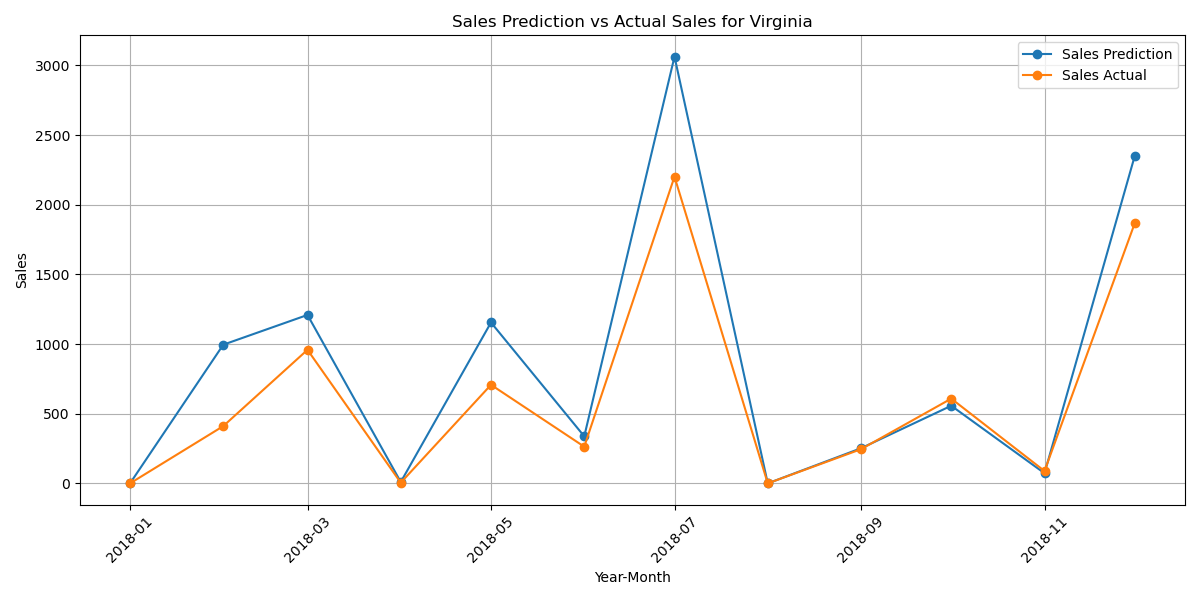 Sales Prediction vs Actual Sales for Virginia
Sales Prediction
Sales Actual
3000
2500
2000
1500
1000
500
0
Sales
2018-01
2018-03
2018-05
2018-07
2018-09
2018-11
Year-Month